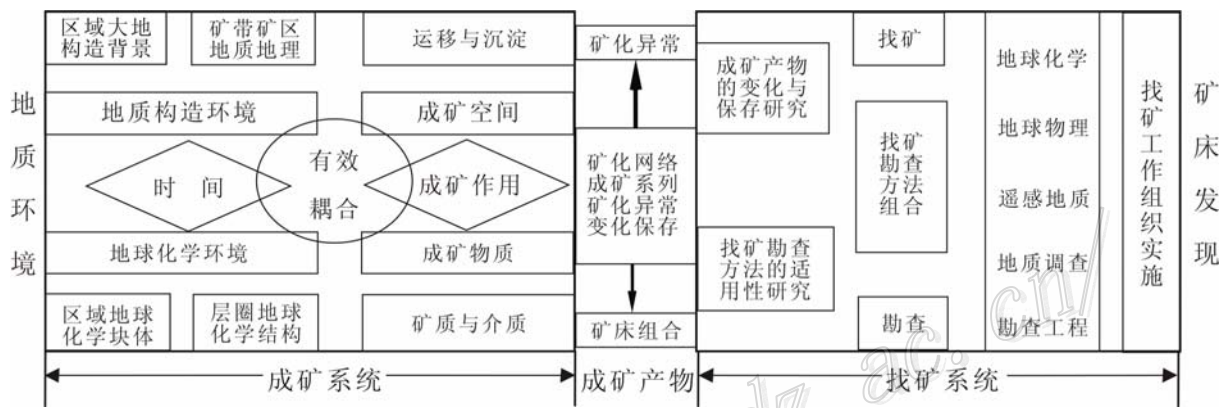 地质环境
区域大地
构造背景
矿带矿区
地质地理
运移与沉淀
地质构造环境
成矿空间
时间
有效
耦合
成矿作用
地球化学环境
成矿物质
区域地球
化学块体
层圈地球
化学结构
矿质与介质
矿化异常
矿化网络
成矿系列
矿化异常
变化保存
矿床组合
成矿产物
的变化与
保存研究
找矿勘查
方法的适
用性研究
找矿
找矿
勘查
方法
组合
勘查
地球化学
地球物理
遥感地质
地质调查
勘查工程
找矿工作组织实施
矿床发现
成矿系统
成矿产物
找矿系统